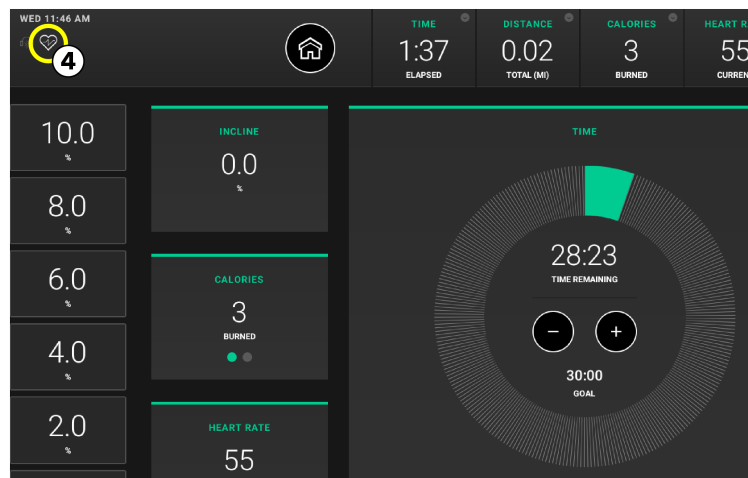 WED 11:46 AM
4
TIME
1:37
ELAPSED
DISTANCE
0.02
TOTAL (MI)
CALORIES
3
BURNED
HEART R
55
CURREN
10.0
%
8.0
%
6.0
%
4.0
%
2.0
%
INCLINE
0.0
%
CALORIES
3
BURNED
HEART RATE
55
TIME
28:23
TIME REMAINING
− +
30:00
GOAL